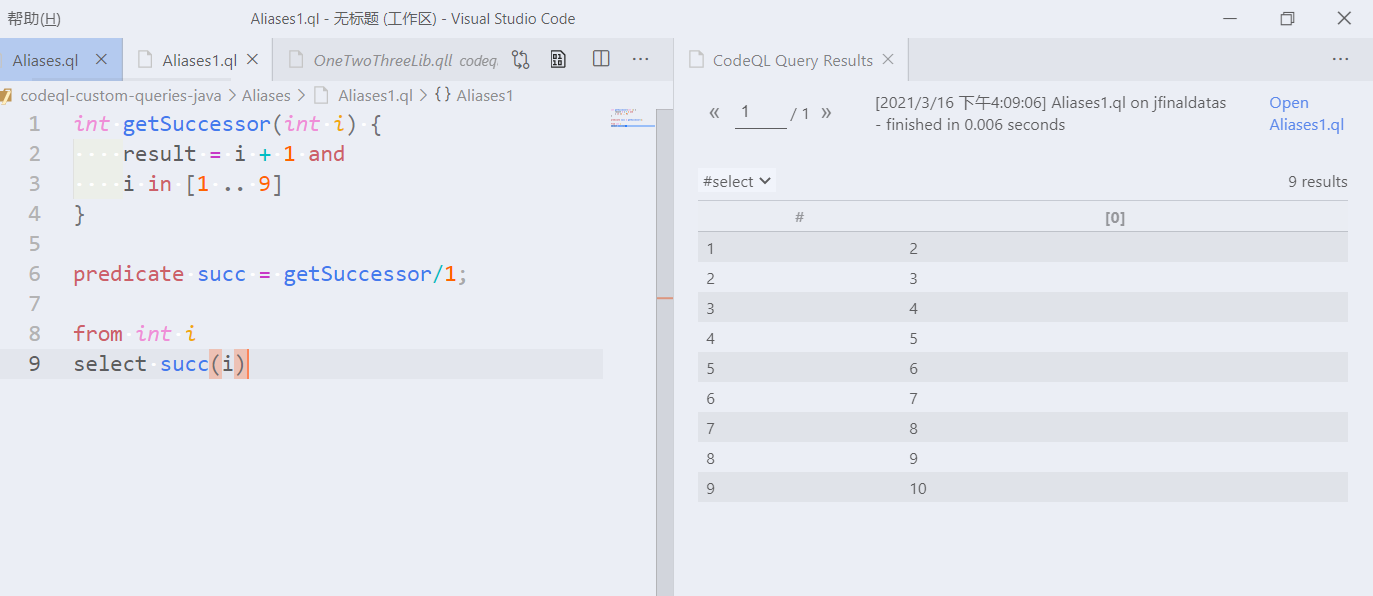 帮助(H)
Aliases1.ql - 无标题 (工作区) - Visual Studio Code
Aliases.ql
Aliases1.ql
OneTwoThreeLib.qll codeq.
codeql-custom-queries-java > Aliases > Aliases1.ql > {} Aliases1
1 int getSuccessor(int i) {
2 result = i + 1 and
3 i in [1 .. 9]
4 }
5
6 predicate succ = getSuccessor/1;
7
8 from int i
9 select succ(i)
CodeQL Query Results
« 1 / 1 »
[2021/3/16 下午4:09:06] Aliases1.ql on jfinaldatas
- finished in 0.006 seconds
Open
Aliases1.ql
#select
9 results
# [0]
1 2
2 3
3 4
4 5
5 6
6 7
7 8
8 9
9 10